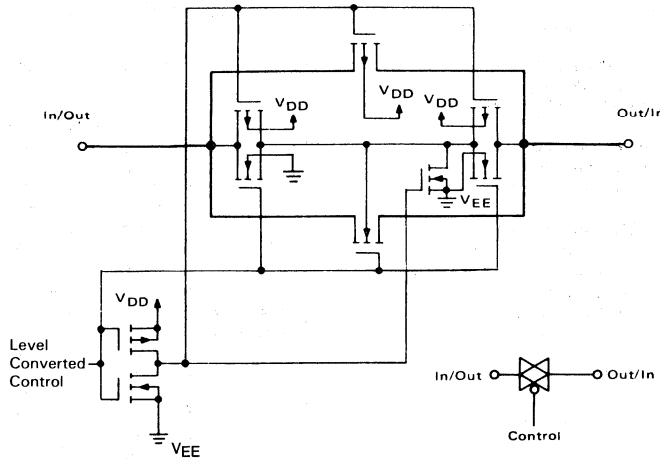 In/Out
Out/In
VDD
VDD
VDD
VEE
VDD
Level
Converted
Control
VEE
In/Out
Out/In
Control